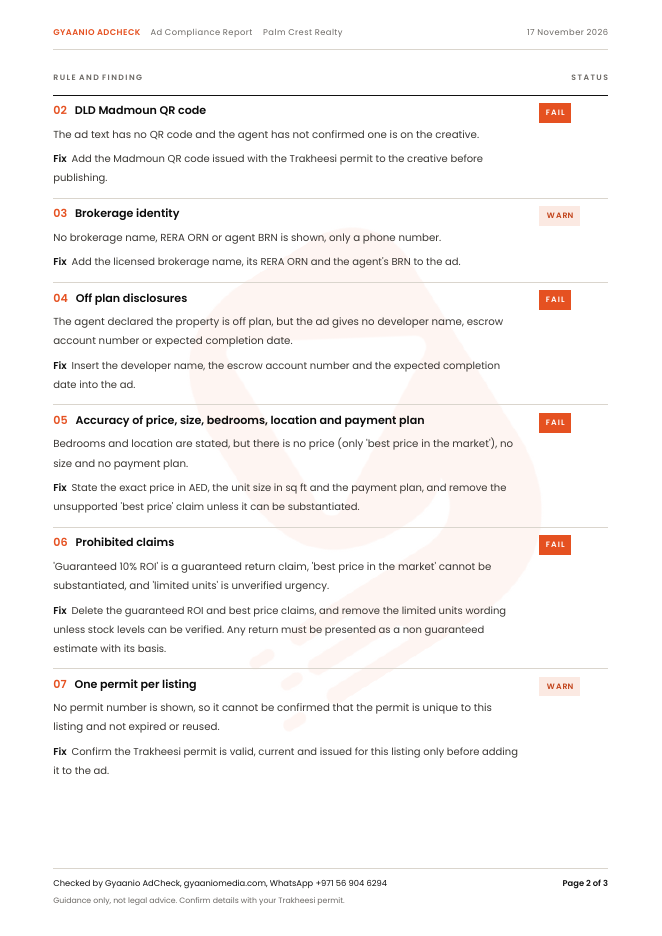 GYAANIO ADCHECK Ad Compliance Report Palm Crest Realty 17 November 2026
RULE AND FINDING STATUS
02 DLD Madmoun QR code FAIL
The ad text has no QR code and the agent has not confirmed one is on the creative.
Fix Add the Madmoun QR code issued with the Trakheesi permit to the creative before
publishing.
03 Brokerage identity WARN
No brokerage name, RERA ORN or agent BRN is shown, only a phone number.
Fix Add the licensed brokerage name, its RERA ORN and the agent's BRN to the ad.
04 Off plan disclosures FAIL
The agent declared the property is off plan, but the ad gives no developer name, escrow
account number or expected completion date.
Fix Insert the developer name, the escrow account number and the expected completion
date into the ad.
05 Accuracy of price, size, bedrooms, location and payment plan FAIL
Bedrooms and location are stated, but there is no price (only 'best price in the market'), no
size and no payment plan.
Fix State the exact price in AED, the unit size in sq ft and the payment plan, and remove the
unsupported 'best price' claim unless it can be substantiated.
06 Prohibited claims FAIL
'Guaranteed 10% ROI' is a guaranteed return claim, 'best price in the market' cannot be
substantiated, and 'limited units' is unverified urgency.
Fix Delete the guaranteed ROI and best price claims, and remove the limited units wording
unless stock levels can be verified. Any return must be presented as a non guaranteed
estimate with its basis.
07 One permit per listing WARN
No permit number is shown, so it cannot be confirmed that the permit is unique to this
listing and not expired or reused.
Fix Confirm the Trakheesi permit is valid, current and issued for this listing only before adding
it to the ad.
Checked by Gyaanio AdCheck, gyaaniomedia.com, WhatsApp +971 56 904 6294 Page 2 of 3
Guidance only, not legal advice. Confirm details with your Trakheesi permit.